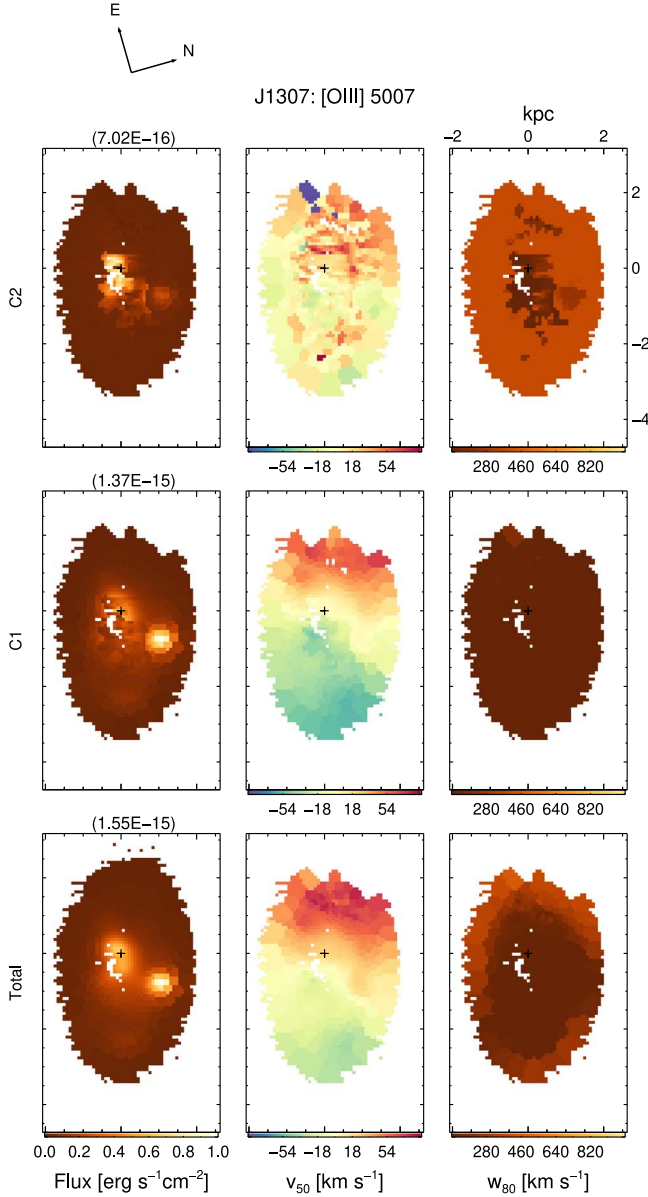 E
N
J1307: [OIII] 5007
kpc
−2 0 2
(7.02E−16)
C2
2
0
−2
−4
−54 −18 18 54
280 460 640 820
(1.37E−15)
C1
−54 −18 18 54
280 460 640 820
(1.55E−15)
Total
0.0 0.2 0.4 0.6 0.8 1.0
−54 −18 18 54
280 460 640 820
Flux [erg s⁻¹cm⁻²]
v₅₀ [km s⁻¹]
w₈₀ [km s⁻¹]